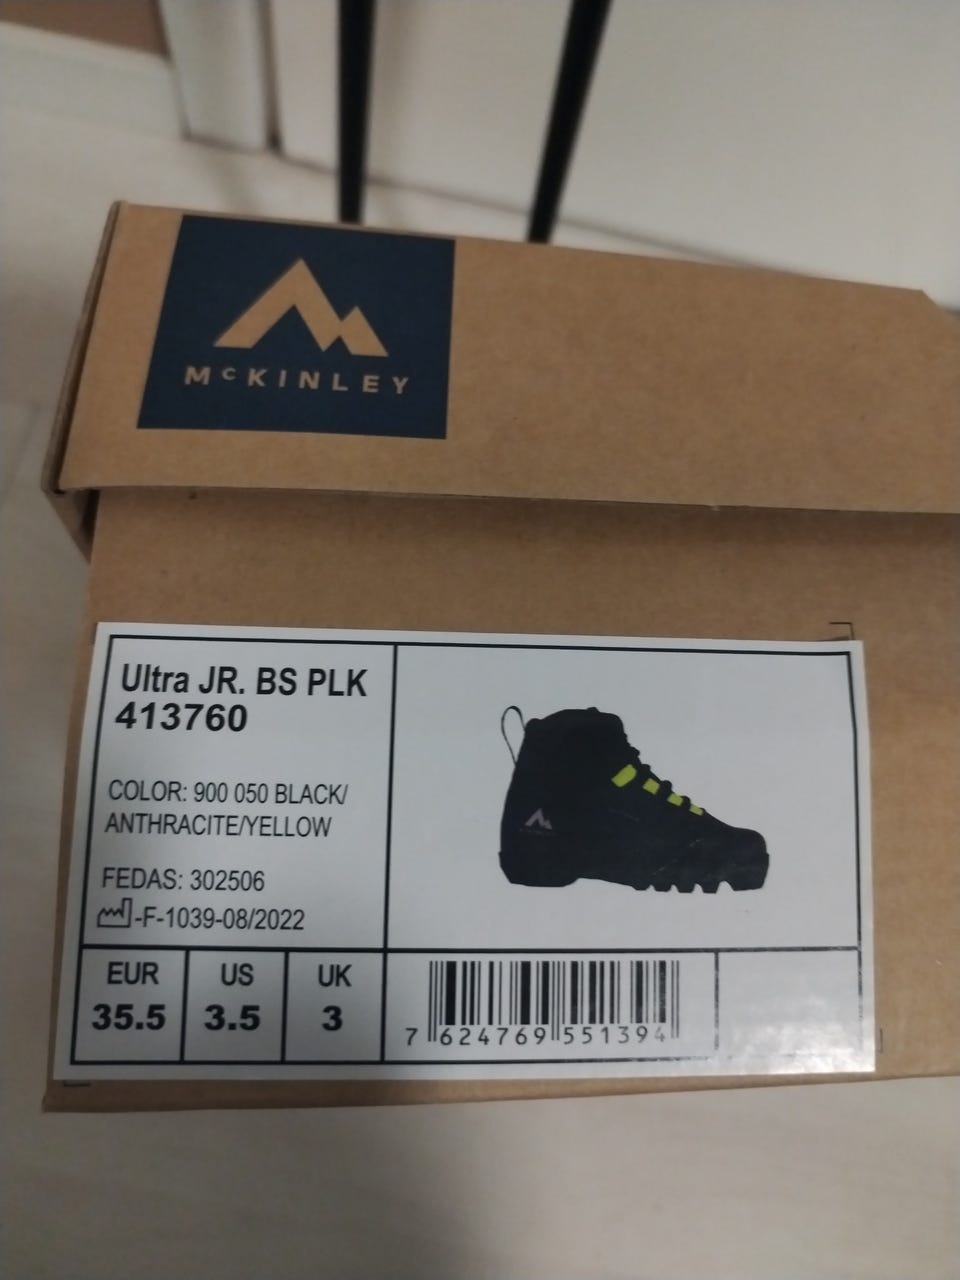 McKINLEY
Ultra JR. BS PLK
413760
COLOR: 900 050 BLACK/
ANTHRACITE/YELLOW
FEDAS: 302506
-F-1039-08/2022
EUR US UK
35.5 3.5 3
7 624769 551394